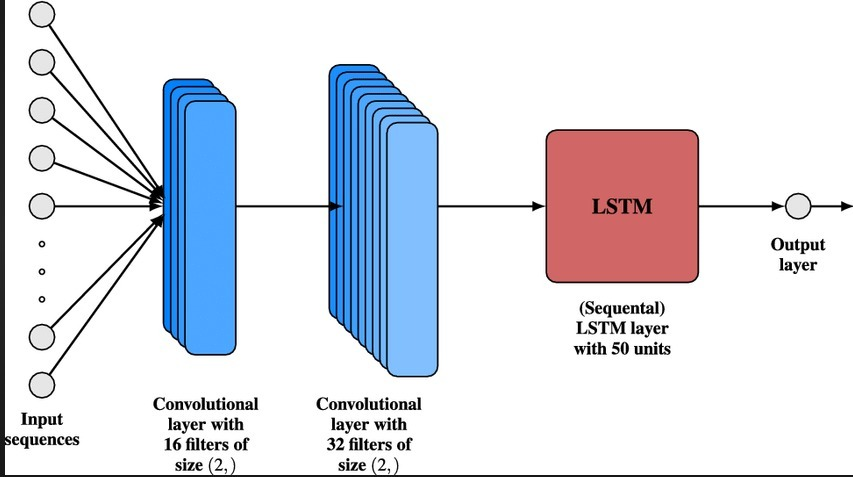 Input
sequences
Convolutional
layer with
16 filters of
size (2,)
Convolutional
layer with
32 filters of
size (2,)
LSTM
(Sequental)
LSTM layer
with 50 units
Output
layer